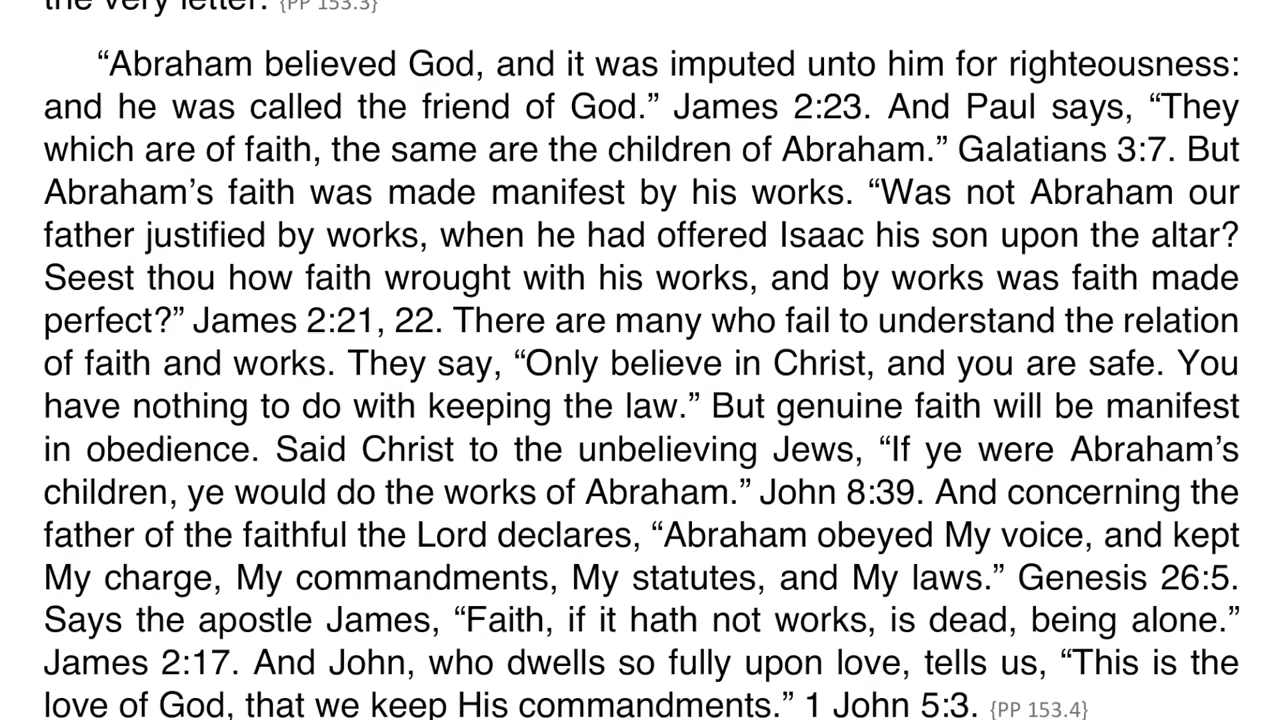 the very letter. {PP 153.3}
“Abraham believed God, and it was imputed unto him for righteousness:
and he was called the friend of God.” James 2:23. And Paul says, “They
which are of faith, the same are the children of Abraham.” Galatians 3:7. But
Abraham’s faith was made manifest by his works. “Was not Abraham our
father justified by works, when he had offered Isaac his son upon the altar?
Seest thou how faith wrought with his works, and by works was faith made
perfect?” James 2:21, 22. There are many who fail to understand the relation
of faith and works. They say, “Only believe in Christ, and you are safe. You
have nothing to do with keeping the law.” But genuine faith will be manifest
in obedience. Said Christ to the unbelieving Jews, “If ye were Abraham’s
children, ye would do the works of Abraham.” John 8:39. And concerning the
father of the faithful the Lord declares, “Abraham obeyed My voice, and kept
My charge, My commandments, My statutes, and My laws.” Genesis 26:5.
Says the apostle James, “Faith, if it hath not works, is dead, being alone.”
James 2:17. And John, who dwells so fully upon love, tells us, “This is the
love of God, that we keep His commandments.” 1 John 5:3. {PP 153.4}